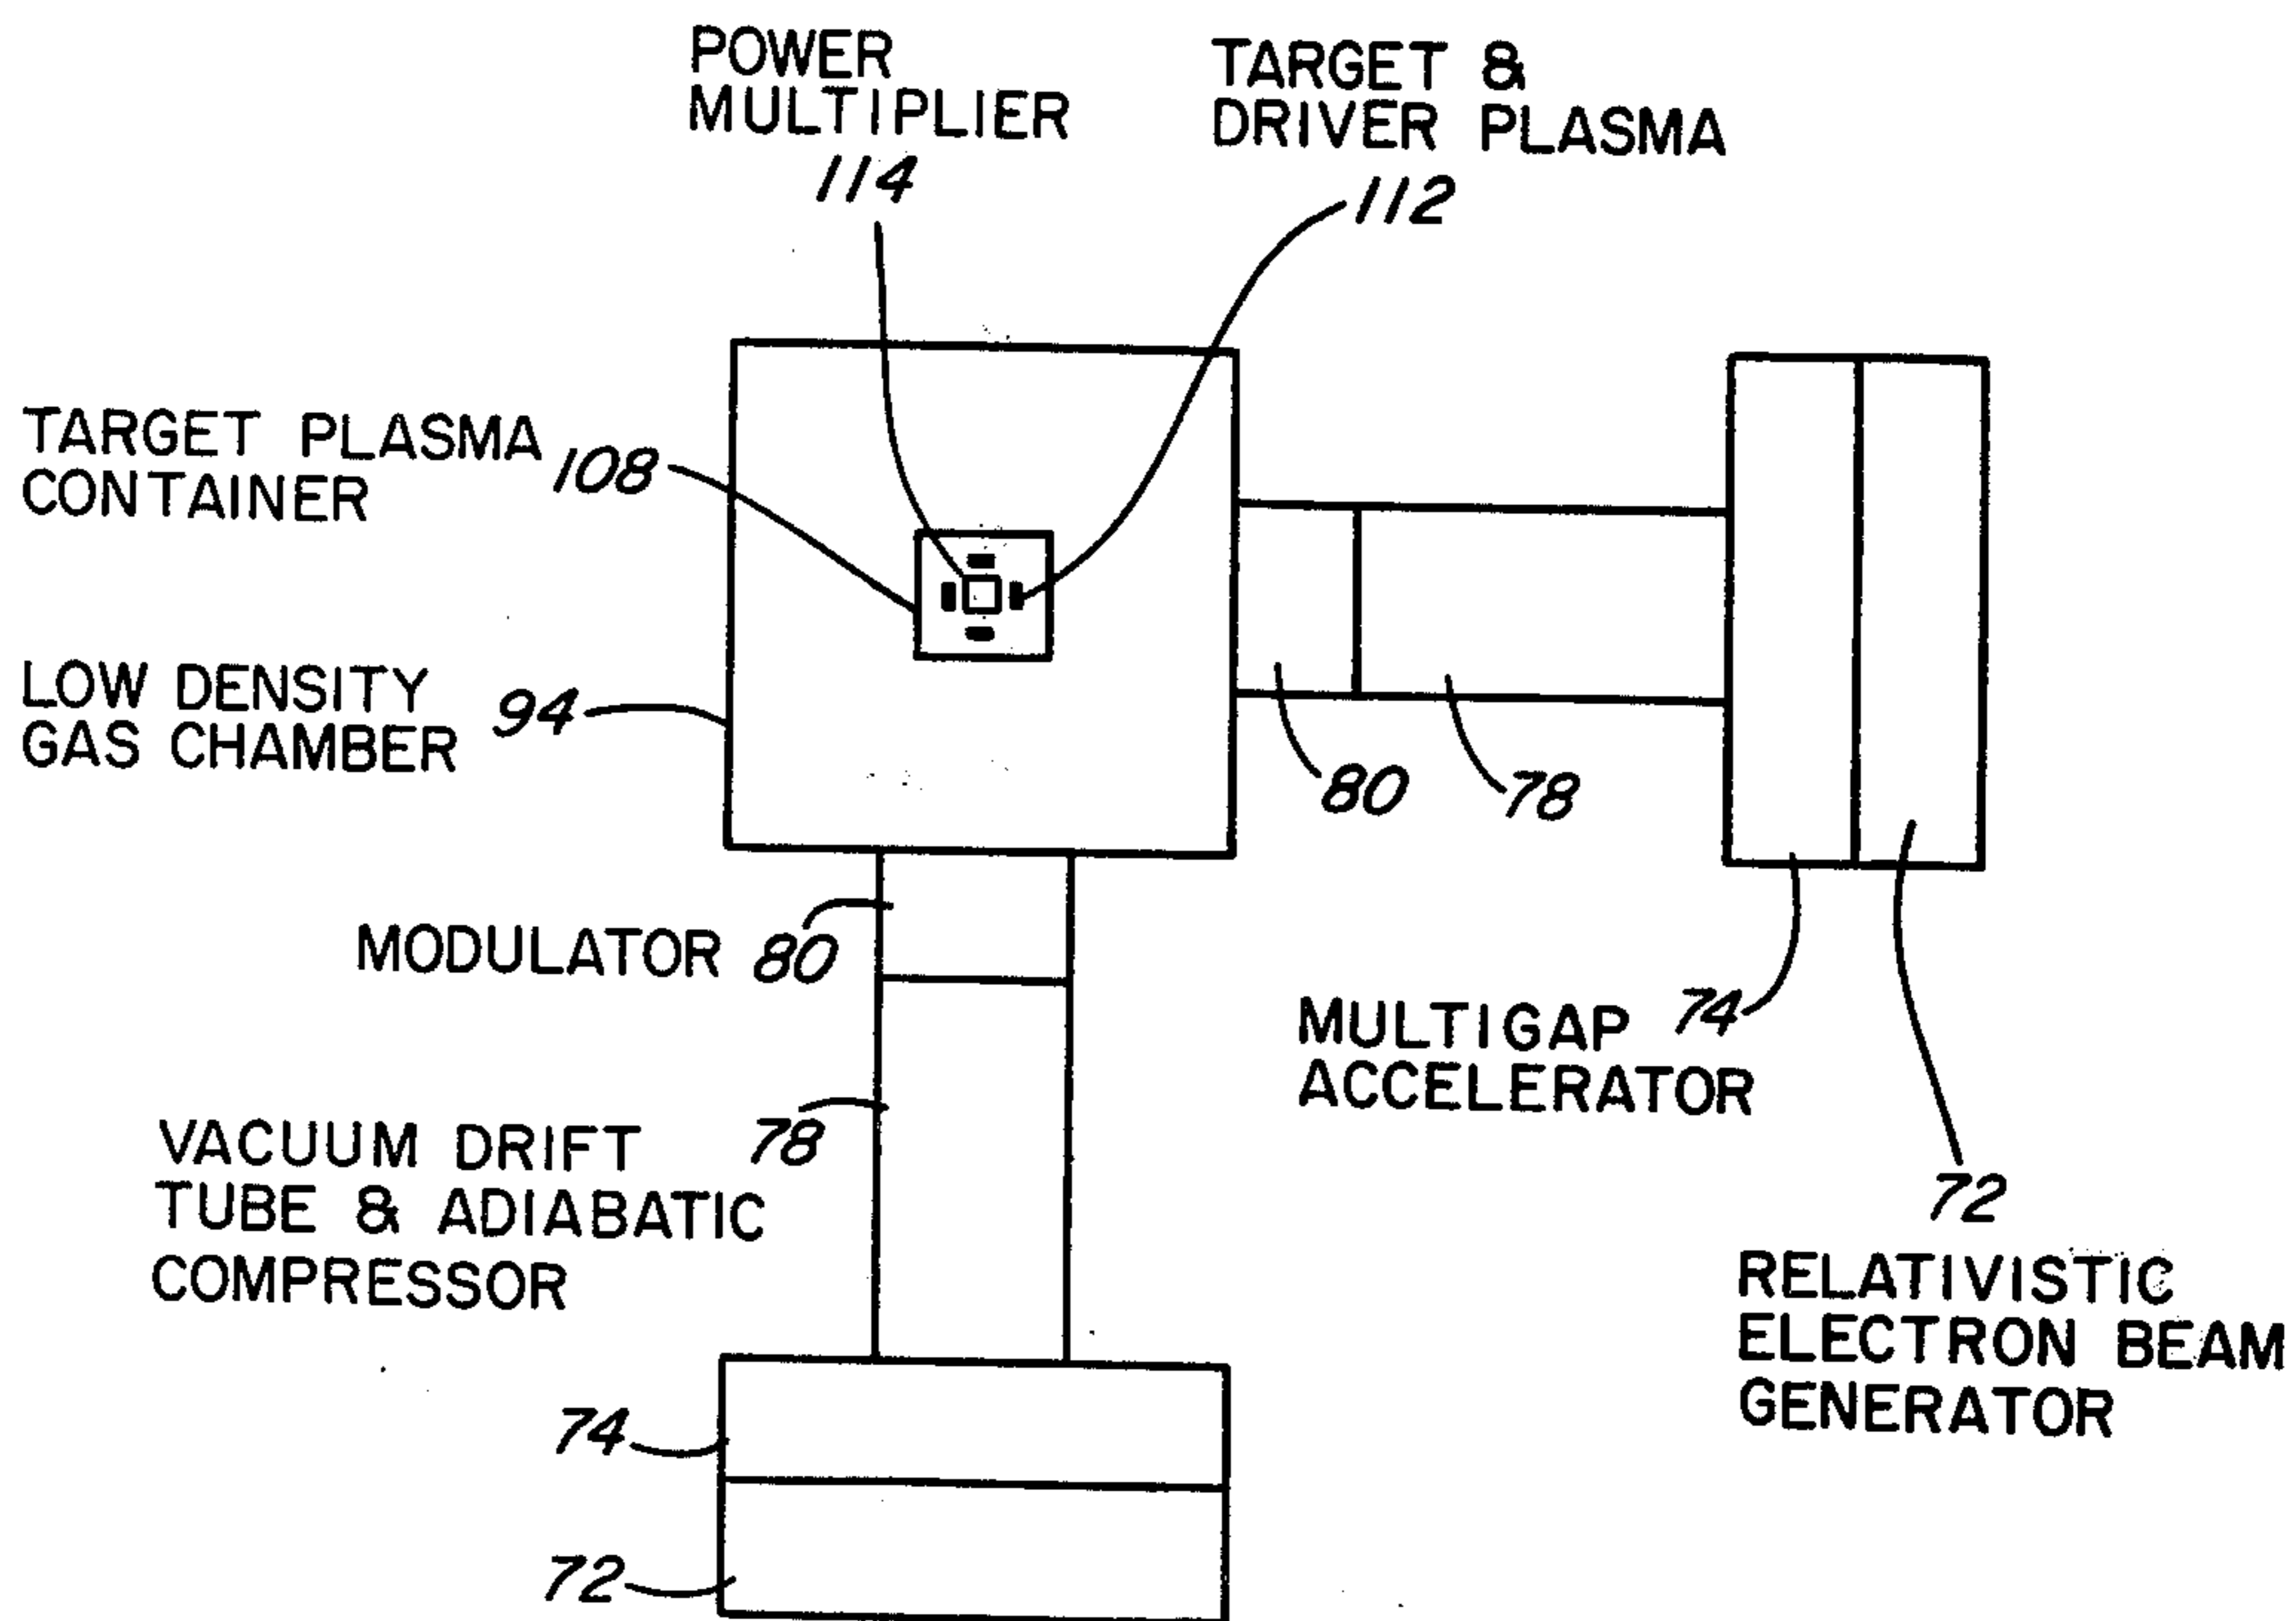 POWER
MULTIPLIER
114
TARGET &
DRIVER PLASMA
112
TARGET PLASMA
CONTAINER
108
LOW DENSITY
GAS CHAMBER
94
80
78
MODULATOR
80
MULTIGAP
ACCELERATOR
74
VACUUM DRIFT
TUBE & ADIABATIC
COMPRESSOR
78
72
RELATIVISTIC
ELECTRON BEAM
GENERATOR
74
72